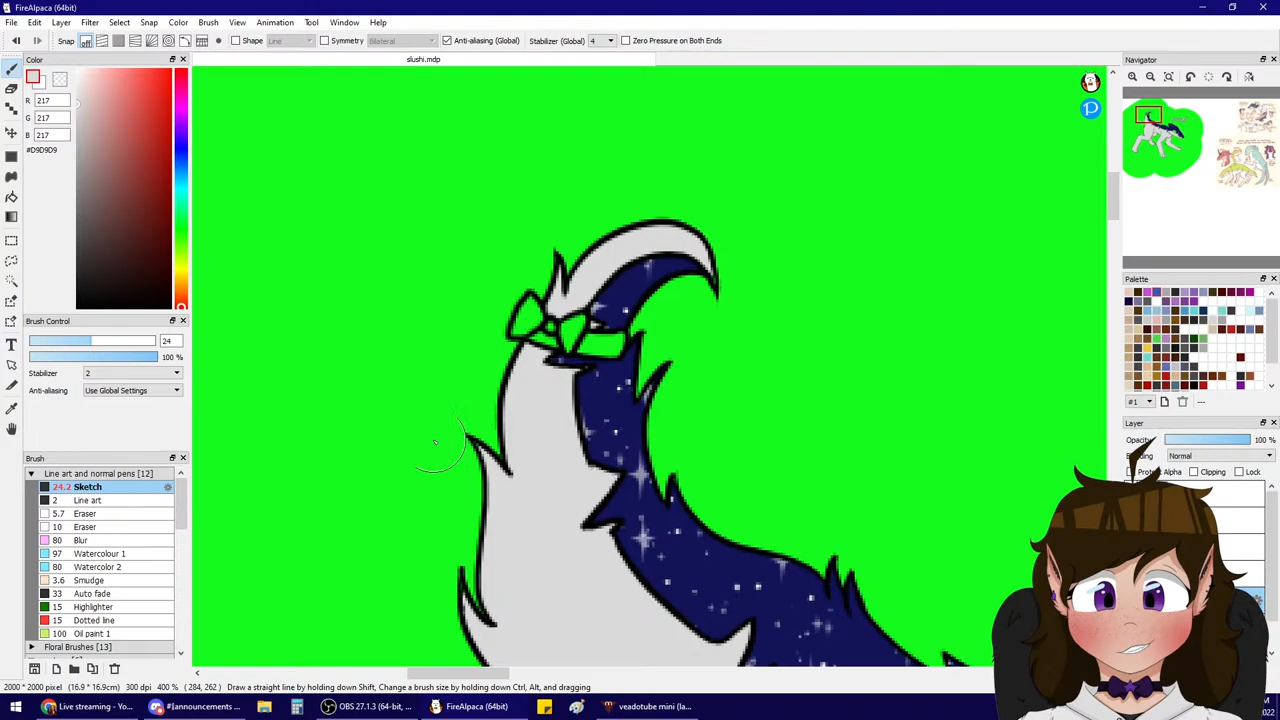 FireAlpaca (64bit)
File Edit Layer Filter Select Snap Color Brush View Animation Tool Window Help
Snap off Shape Line Symmetry Bilateral Anti-aliasing (Global) Stabilizer (Global) 4 Zero Pressure on Both Ends
Color
slushi.mdp
Navigator
R 217
G 217
B 217
#D9D9D9
Brush Control
24
100 %
Stabilizer 2
Anti-aliasing Use Global Settings
Brush
Line art and normal pens [12]
24.2 Sketch
2 Line art
5.7 Eraser
10 Eraser
80 Blur
97 Watercolour 1
80 Watercolor 2
3.6 Smudge
33 Auto fade
15 Highlighter
15 Dotted line
100 Oil paint 1
Floral Brushes [13]
Palette
#1 ---
Layer
Opacity 100 %
Normal
Protect Alpha Clipping Lock
2000 * 2000 pixel (16.9 * 16.9cm) 300 dpi 400 % ( 284, 262 ) Draw a straight line by holding down Shift, Change a brush size by holding down Ctrl, Alt, and dragging
Live streaming - Yo... #[announcements OBS 27.1.3 (64-bit, ... FireAlpaca (64bit) veadotube mini (la...